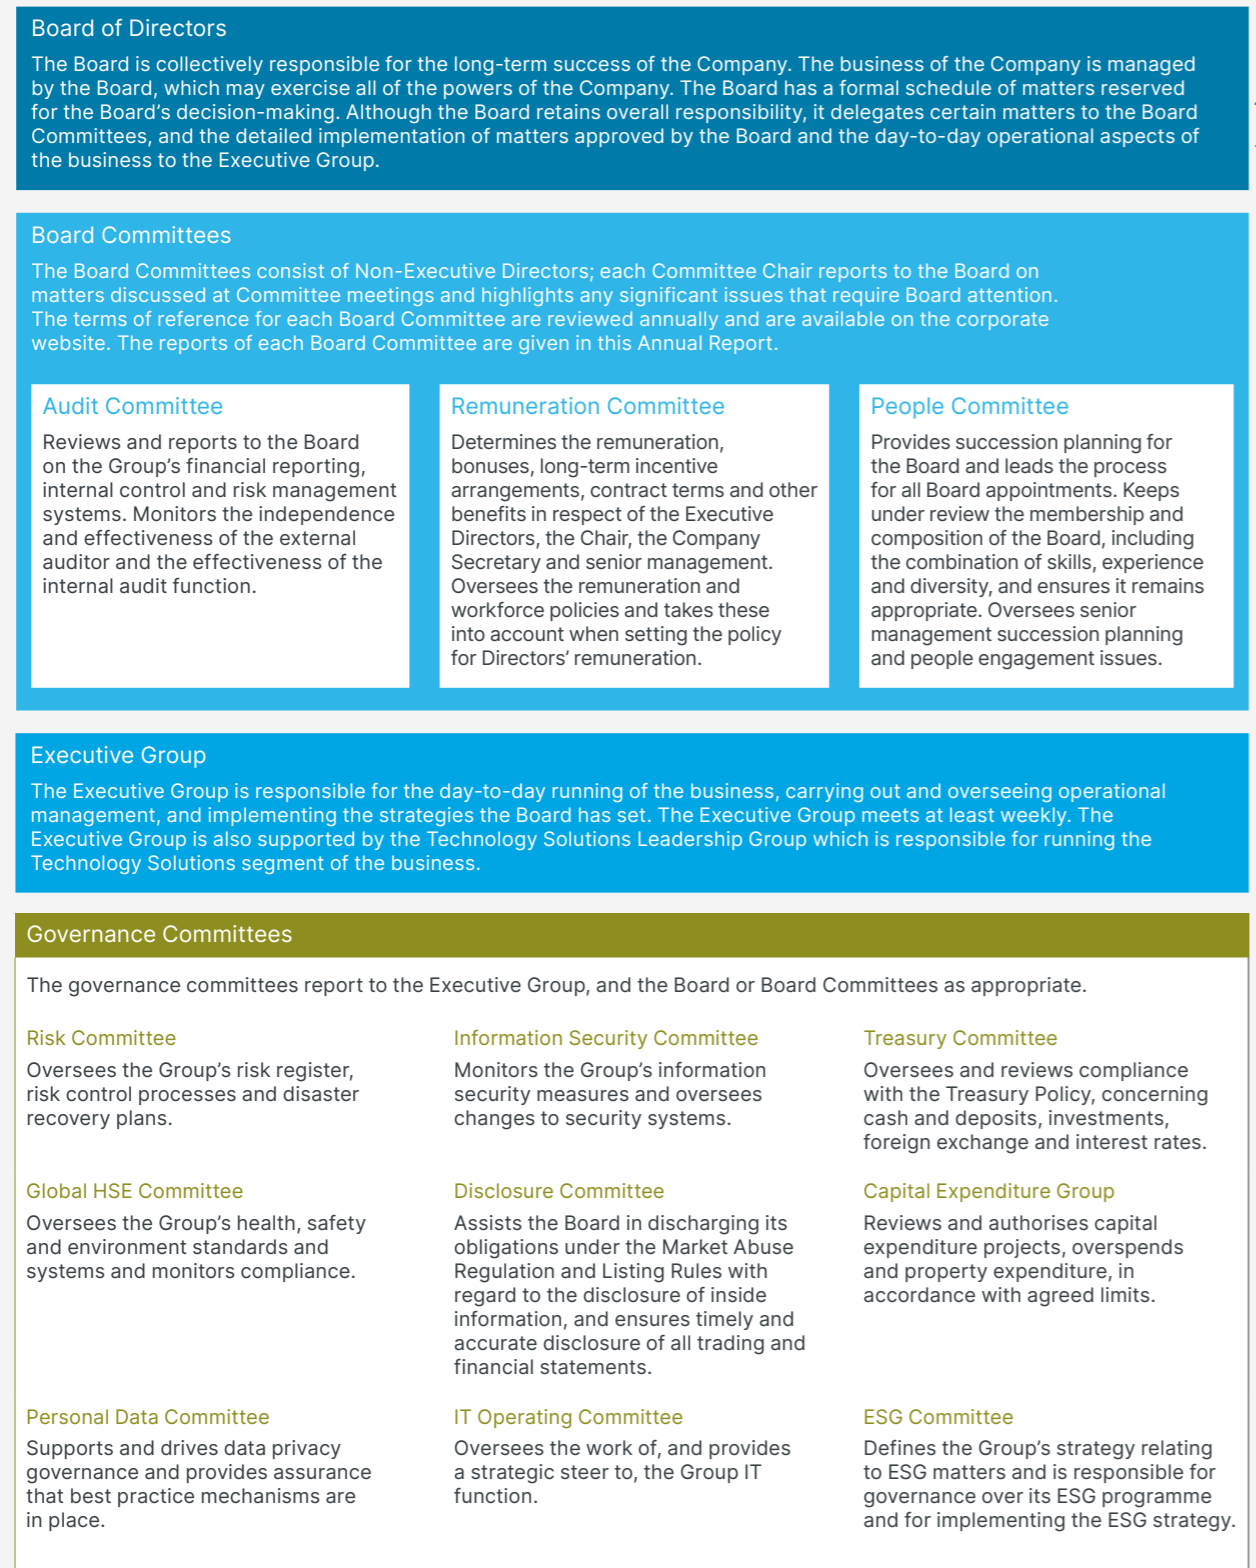 Board of Directors
The Board is collectively responsible for the long-term success of the Company. The business of the Company is managed
by the Board, which may exercise all of the powers of the Company. The Board has a formal schedule of matters reserved
for the Board’s decision-making. Although the Board retains overall responsibility, it delegates certain matters to the Board
Committees, and the detailed implementation of matters approved by the Board and the day-to-day operational aspects of
the business to the Executive Group.
Board Committees
The Board Committees consist of Non-Executive Directors; each Committee Chair reports to the Board on
matters discussed at Committee meetings and highlights any significant issues that require Board attention.
The terms of reference for each Board Committee are reviewed annually and are available on the corporate
website. The reports of each Board Committee are given in this Annual Report.
Audit Committee
Reviews and reports to the Board
on the Group’s financial reporting,
internal control and risk management
systems. Monitors the independence
and effectiveness of the external
auditor and the effectiveness of the
internal audit function.
Remuneration Committee
Determines the remuneration,
bonuses, long-term incentive
arrangements, contract terms and other
benefits in respect of the Executive
Directors, the Chair, the Company
Secretary and senior management.
Oversees the remuneration and
workforce policies and takes these
into account when setting the policy
for Directors’ remuneration.
People Committee
Provides succession planning for
the Board and leads the process
for all Board appointments. Keeps
under review the membership and
composition of the Board, including
the combination of skills, experience
and diversity, and ensures it remains
appropriate. Oversees senior
management succession planning
and people engagement issues.
Executive Group
The Executive Group is responsible for the day-to-day running of the business, carrying out and overseeing operational
management, and implementing the strategies the Board has set. The Executive Group meets at least weekly. The
Executive Group is also supported by the Technology Solutions Leadership Group which is responsible for running the
Technology Solutions segment of the business.
Governance Committees
The governance committees report to the Executive Group, and the Board or Board Committees as appropriate.
Risk Committee
Oversees the Group’s risk register,
risk control processes and disaster
recovery plans.
Information Security Committee
Monitors the Group’s information
security measures and oversees
changes to security systems.
Treasury Committee
Oversees and reviews compliance
with the Treasury Policy, concerning
cash and deposits, investments,
foreign exchange and interest rates.
Global HSE Committee
Oversees the Group’s health, safety
and environment standards and
systems and monitors compliance.
Disclosure Committee
Assists the Board in discharging its
obligations under the Market Abuse
Regulation and Listing Rules with
regard to the disclosure of inside
information, and ensures timely and
accurate disclosure of all trading and
financial statements.
Capital Expenditure Group
Reviews and authorises capital
expenditure projects, overspends
and property expenditure, in
accordance with agreed limits.
Personal Data Committee
Supports and drives data privacy
governance and provides assurance
that best practice mechanisms are
in place.
IT Operating Committee
Oversees the work of, and provides
a strategic steer to, the Group IT
function.
ESG Committee
Defines the Group’s strategy relating
to ESG matters and is responsible for
governance over its ESG programme
and for implementing the ESG strategy.